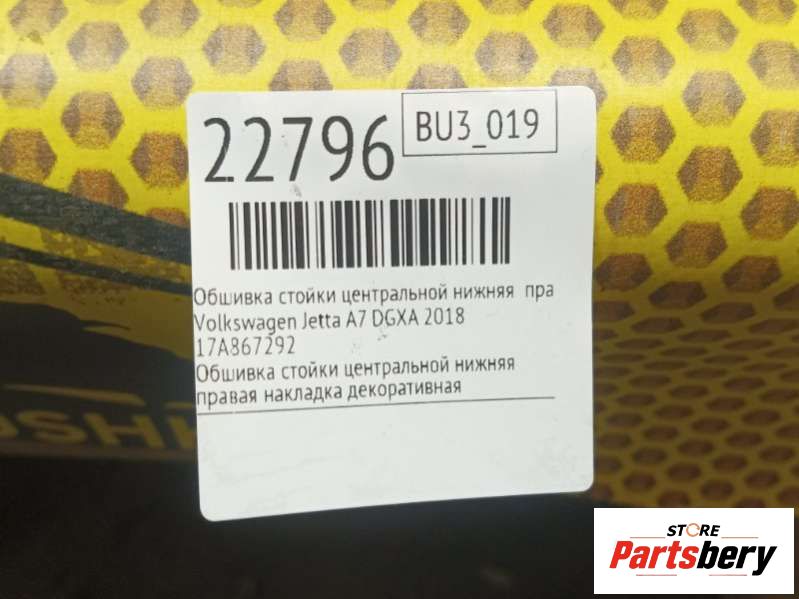 22796
BU3_019
Обшивка стойки центральной нижняя пра
Volkswagen Jetta A7 DGXA 2018
17A867292
Обшивка стойки центральной нижняя
правая накладка декоративная
OSHI
STORE
Partsbery